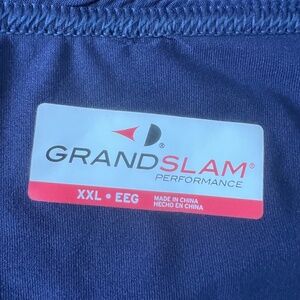 GRANDSLAM®
PERFORMANCE
XXL • EEG
MADE IN CHINA
HECHO EN CHINA